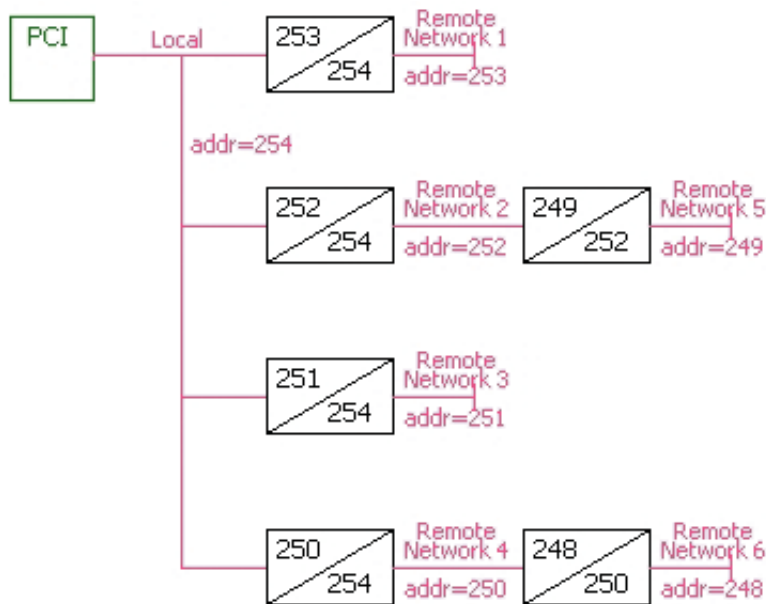 PCI
Local
253
254
Remote
Network 1
addr=253
addr=254
252
254
Remote
Network 2
addr=252
249
252
Remote
Network 5
addr=249
251
254
Remote
Network 3
addr=251
250
254
Remote
Network 4
addr=250
248
250
Remote
Network 6
addr=248